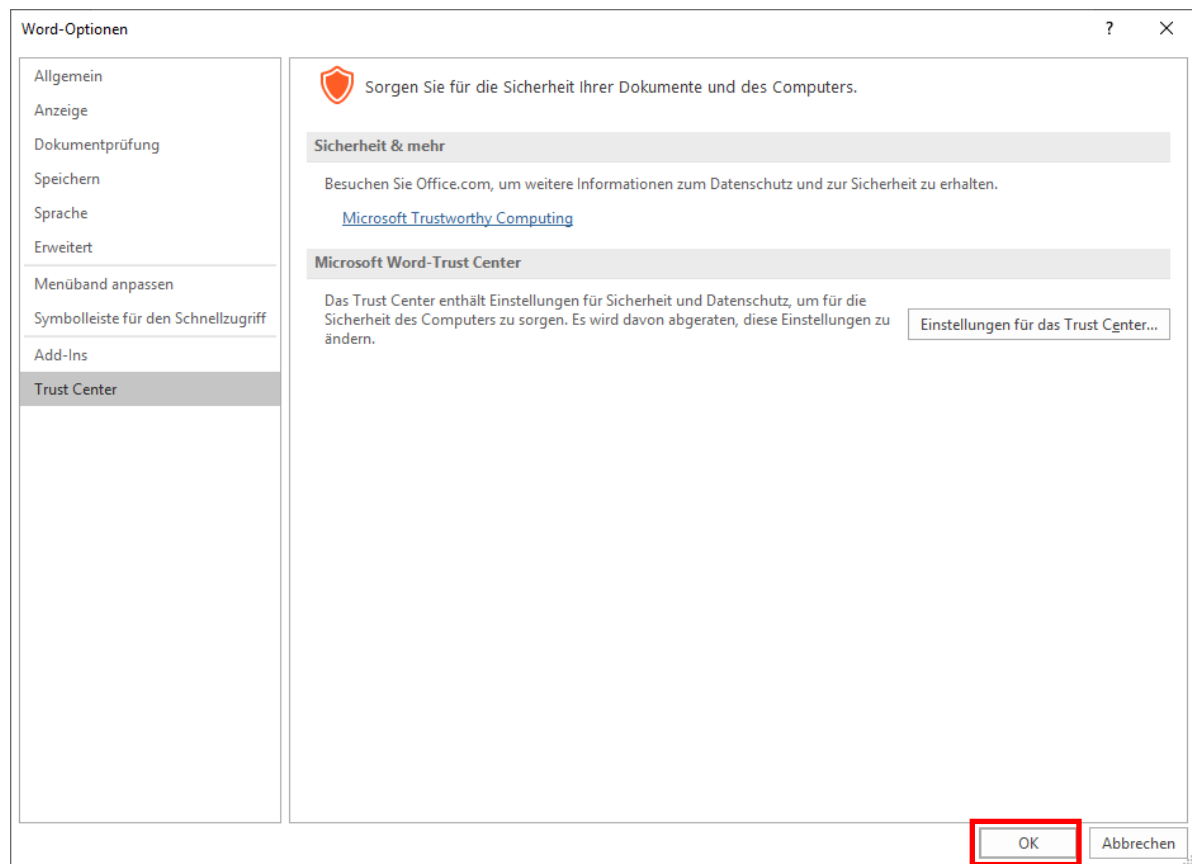 Word-Optionen
?
Allgemein
Anzeige
Dokumentprüfung
Speichern
Sprache
Erweitert
Menüband anpassen
Symbolleiste für den Schnellzugriff
Add-Ins
Trust Center
Sorgen Sie für die Sicherheit Ihrer Dokumente und des Computers.
Sicherheit & mehr
Besuchen Sie Office.com, um weitere Informationen zum Datenschutz und zur Sicherheit zu erhalten.
Microsoft Trustworthy Computing
Microsoft Word-Trust Center
Das Trust Center enthält Einstellungen für Sicherheit und Datenschutz, um für die
Sicherheit des Computers zu sorgen. Es wird davon abgeraten, diese Einstellungen zu
ändern.
Einstellungen für das Trust Center...
OK
Abbrechen